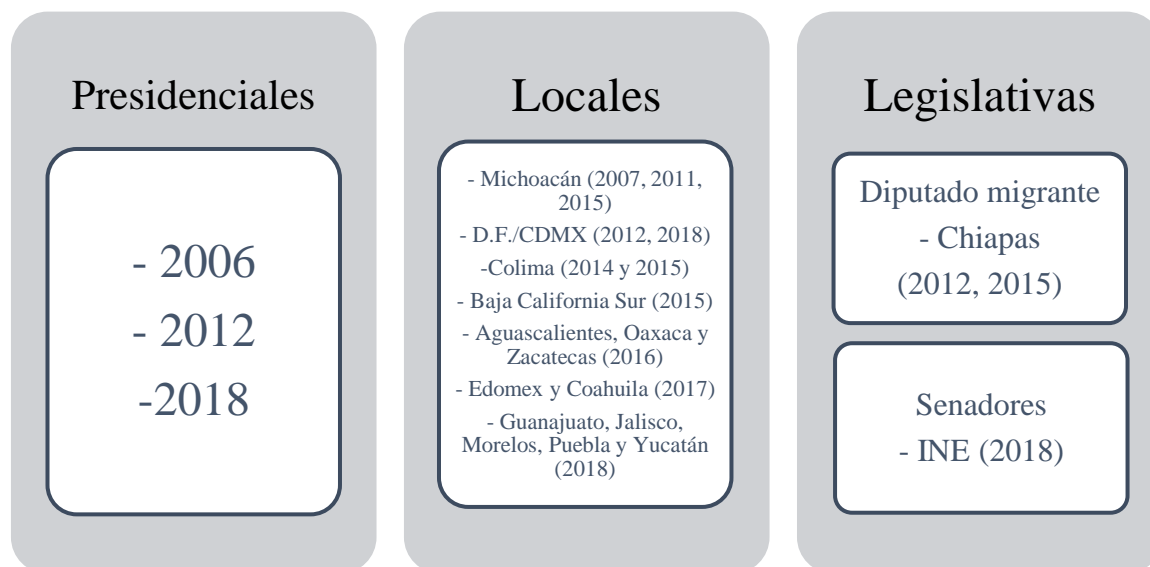 Presidenciales
- 2006
- 2012
-2018
Locales
- Michoacán (2007, 2011,
2015)
- D.F./CDMX (2012, 2018)
-Colima (2014 y 2015)
- Baja California Sur (2015)
- Aguascalientes, Oaxaca y
Zacatecas (2016)
- Edomex y Coahuila (2017)
- Guanajuato, Jalisco,
Morelos, Puebla y Yucatán
(2018)
Legislativas
Diputado migrante
- Chiapas
(2012, 2015)
Senadores
- INE (2018)